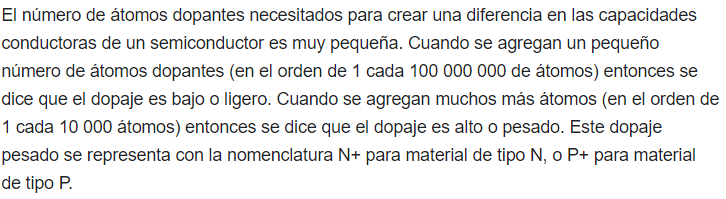 El número de átomos dopantes necesitados para crear una diferencia en las capacidades
conductoras de un semiconductor es muy pequeña. Cuando se agregan un pequeño
número de átomos dopantes (en el orden de 1 cada 100 000 000 de átomos) entonces se
dice que el dopaje es bajo o ligero. Cuando se agregan muchos más átomos (en el orden de
1 cada 10 000 átomos) entonces se dice que el dopaje es alto o pesado. Este dopaje
pesado se representa con la nomenclatura N+ para material de tipo N, o P+ para material
de tipo P.